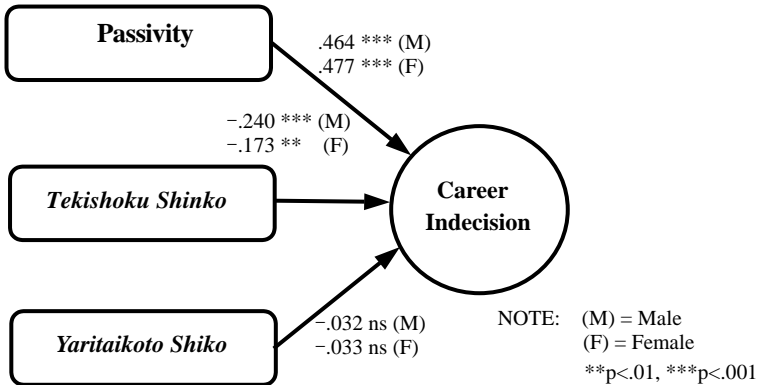 Passivity
.464 *** (M)
.477 *** (F)
−.240 *** (M)
−.173 ** (F)
Tekishoku Shinko
Career
Indecision
Yaritaikoto Shiko
−.032 ns (M)
−.033 ns (F)
NOTE: (M) = Male
(F) = Female
**p<.01, ***p<.001